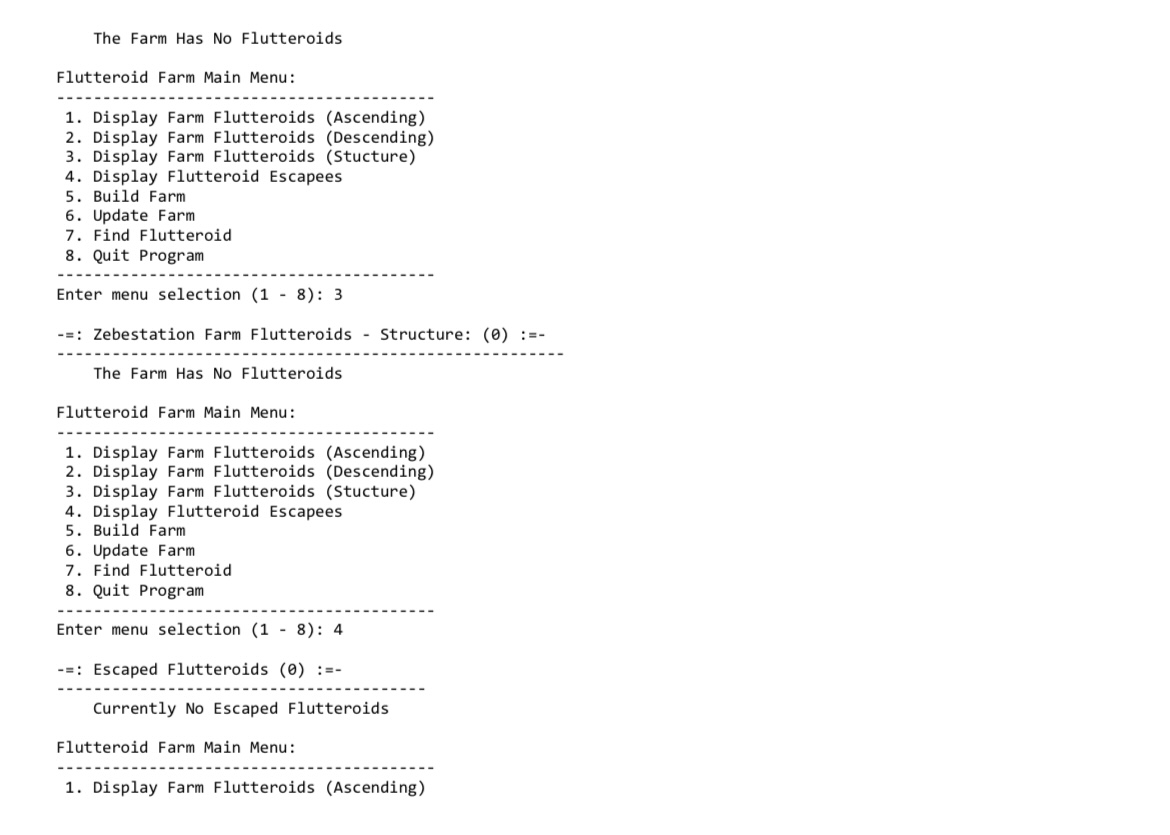 The Farm Has No Flutteroids
Flutteroid Farm Main Menu:
-----------------------------------------
1. Display Farm Flutteroids (Ascending)
2. Display Farm Flutteroids (Descending)
3. Display Farm Flutteroids (Stucture)
4. Display Flutteroid Escapees
5. Build Farm
6. Update Farm
7. Find Flutteroid
8. Quit Program
-----------------------------------------
Enter menu selection (1 - 8): 3
-=: Zebestation Farm Flutteroids - Structure: (0) :=-
-------------------------------------------------------
The Farm Has No Flutteroids
Flutteroid Farm Main Menu:
-----------------------------------------
1. Display Farm Flutteroids (Ascending)
2. Display Farm Flutteroids (Descending)
3. Display Farm Flutteroids (Stucture)
4. Display Flutteroid Escapees
5. Build Farm
6. Update Farm
7. Find Flutteroid
8. Quit Program
-----------------------------------------
Enter menu selection (1 - 8): 4
-=: Escaped Flutteroids (0) :=-
----------------------------------------
Currently No Escaped Flutteroids
Flutteroid Farm Main Menu:
-----------------------------------------
1. Display Farm Flutteroids (Ascending)